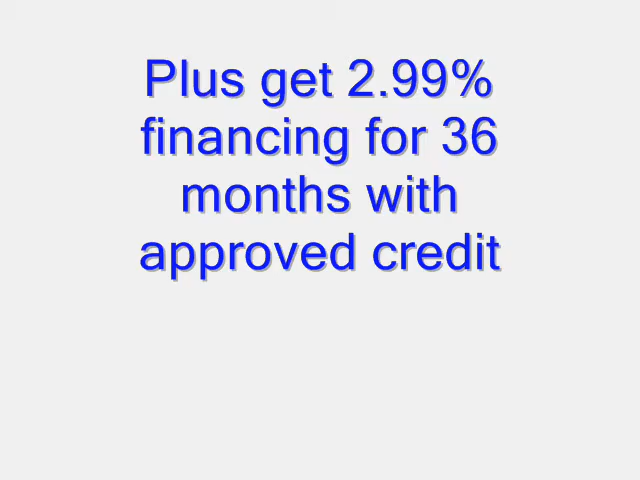 Plus get 2.99%
financing for 36
months with
approved credit